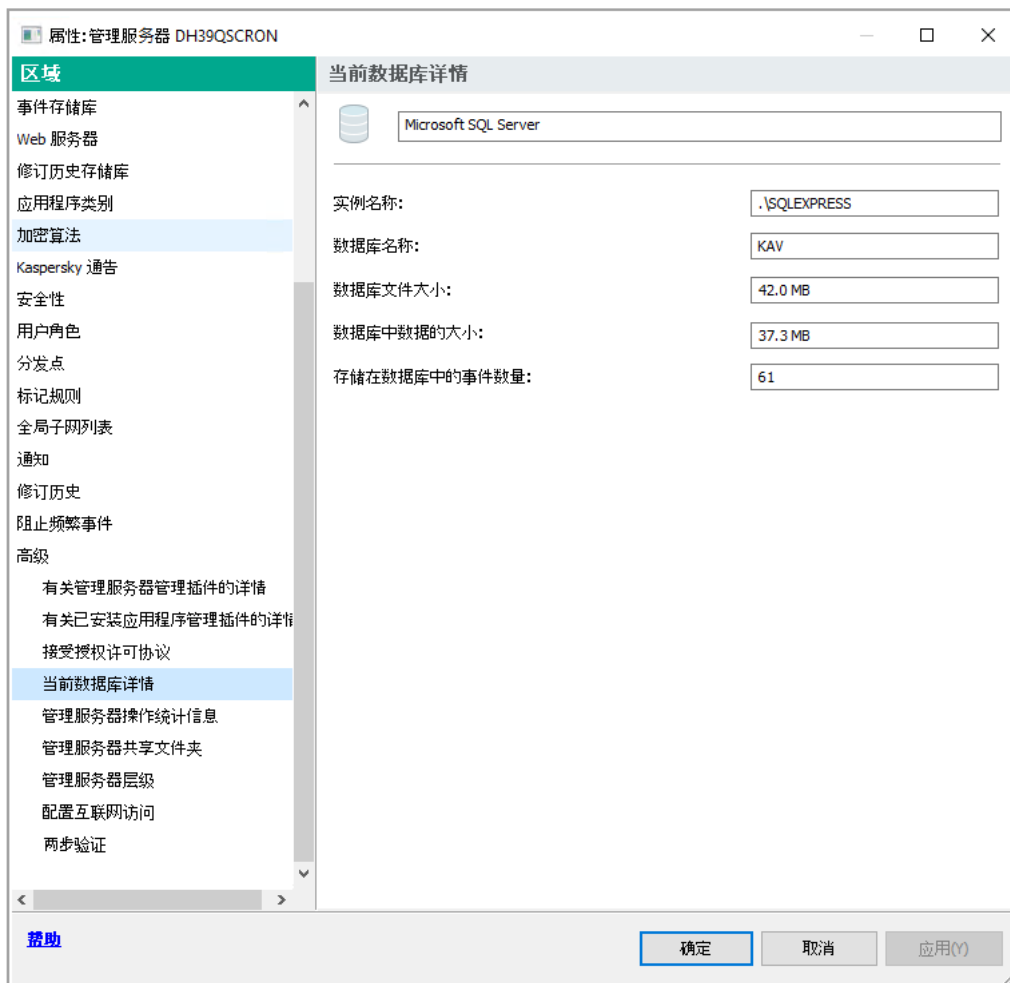 属性:管理服务器 DH39QSCRON
区域
事件存储库
Web 服务器
修订历史存储库
应用程序类别
加密算法
Kaspersky 通告
安全性
用户角色
分发点
标记规则
全局子网列表
通知
修订历史
阻止频繁事件
高级
有关管理服务器管理插件的详情
有关已安装应用程序管理插件的详情
接受授权许可协议
当前数据库详情
管理服务器操作统计信息
管理服务器共享文件夹
管理服务器层级
配置互联网访问
两步验证
当前数据库详情
Microsoft SQL Server
实例名称: .\SQLEXPRESS
数据库名称: KAV
数据库文件大小: 42.0 MB
数据库中数据的大小: 37.3 MB
存储在数据库中的事件数量: 61
帮助
确定 取消 应用(Y)